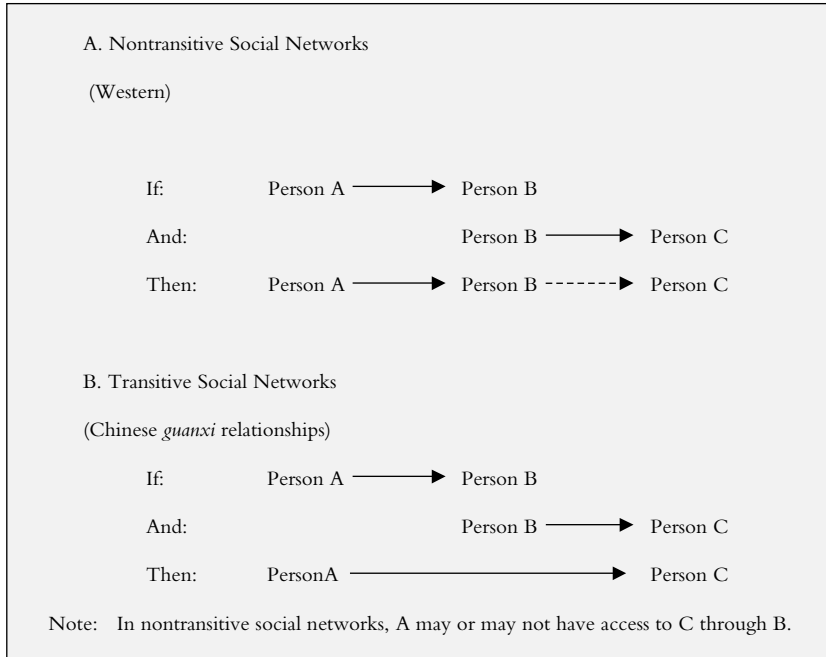 A. Nontransitive Social Networks
(Western)
If: Person A Person B
And: Person B Person C
Then: Person A Person B Person C
B. Transitive Social Networks
(Chinese guanxi relationships)
If: Person A Person B
And: Person B Person C
Then: PersonA Person C
Note: In nontransitive social networks, A may or may not have access to C through B.